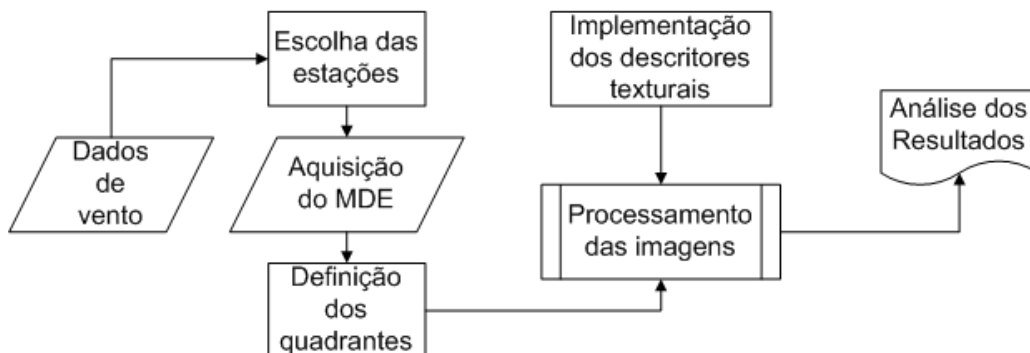 Dados
de
vento
Escolha das
estações
Aquisição
do MDE
Definição
dos
quadrantes
Implementação
dos descritores
texturais
Processamento
das imagens
Análise dos
Resultados